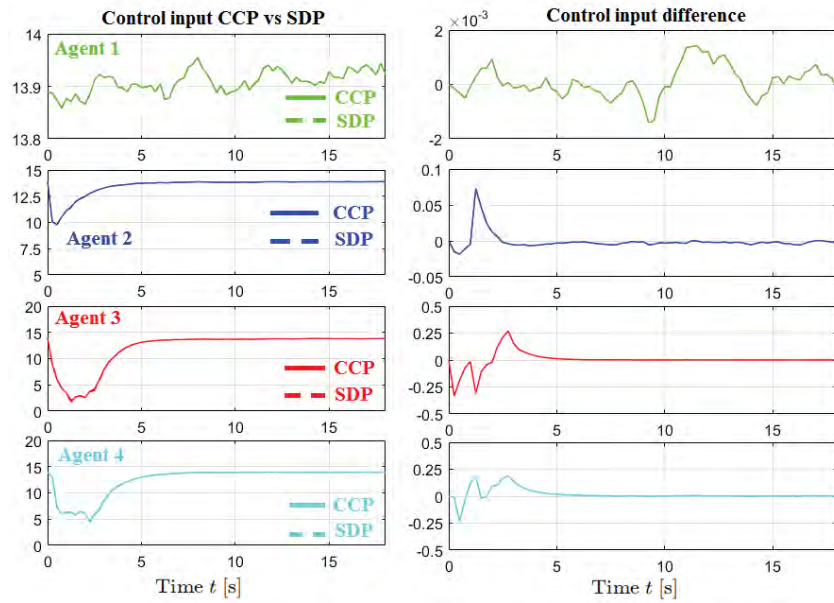 Control input CCP vs SDP
14
13.9
13.8
Agent 1
CCP
SDP
0 5 10 15
15
12.5
10
7.5
5
Agent 2
CCP
SDP
0 5 10 15
20
15
10
5
0
Agent 3
CCP
SDP
0 5 10 15
20
15
10
5
0
Agent 4
CCP
SDP
0 5 10 15
Time t [s]
Control input difference
×10⁻³
2
0
-2
0 5 10 15
0.1
0.05
0
-0.05
0 5 10 15
0.5
0.25
0
-0.25
-0.5
0 5 10 15
0.5
0.25
0
-0.25
-0.5
0 5 10 15
Time t [s]